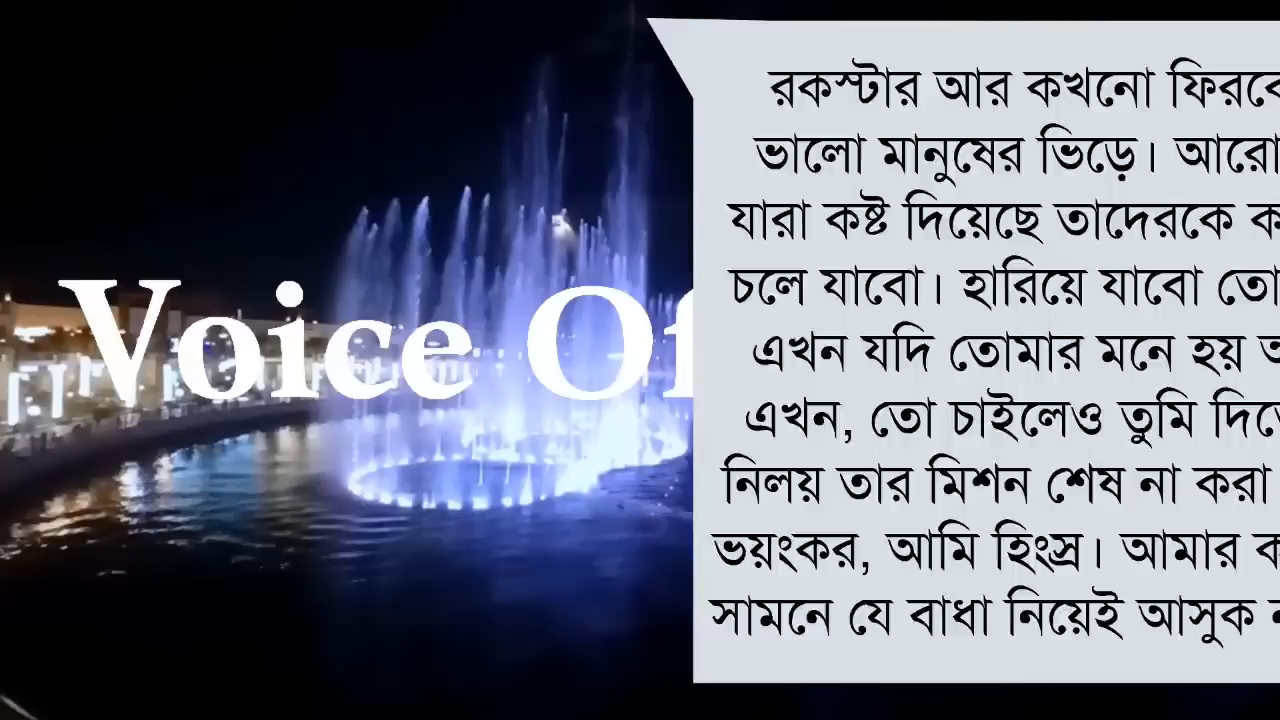 Voice Of
রকস্টার আর কখনো
ভালো মানুষের ভিড়ে। আরো
যারা কষ্ট দিয়েছে তাদেরকে
চলে যাবো। হারিয়ে যাবো
এখন যদি তোমার মনে হয়
এখন, তো চাইলেও তুমি
নিলয় তার মিশন শেষ না করা
ভয়ংকর, আমি হিংস্র। আমার
সামনে যে বাধা নিয়েই আসুক